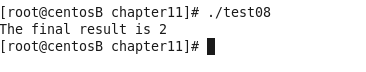 [root@centosB chapter11]# ./test08
The final result is 2
[root@centosB chapter11]#